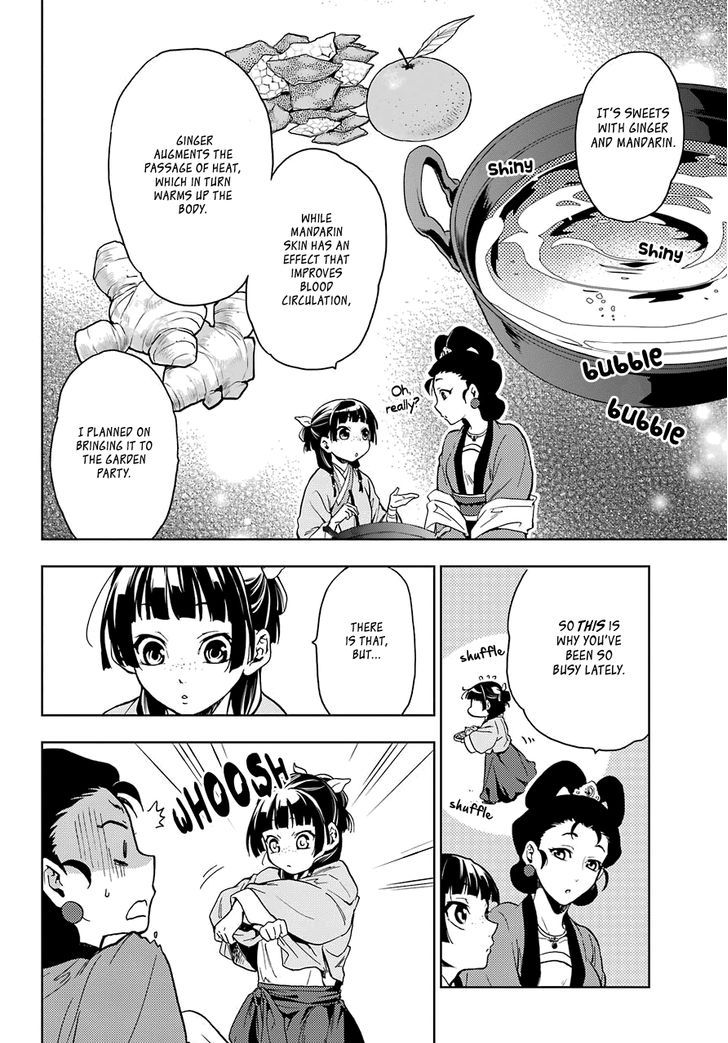 IT'S SWEETS
WITH GINGER
AND MANDARIN.
Shiny
Shiny
bubble
bubble
GINGER
AUGMENTS THE
PASSAGE OF HEAT,
WHICH IN TURN
WARMS UP THE
BODY.
WHILE
MANDARIN
SKIN HAS AN
EFFECT THAT
IMPROVES
BLOOD
CIRCULATION,
Oh,
really?
I PLANNED ON
BRINGING IT TO
THE GARDEN
PARTY.
SO THIS IS
WHY YOU'VE
BEEN SO
BUSY LATELY.
shuffle
shuffle
THERE
IS THAT,
BUT...
WHOOSH